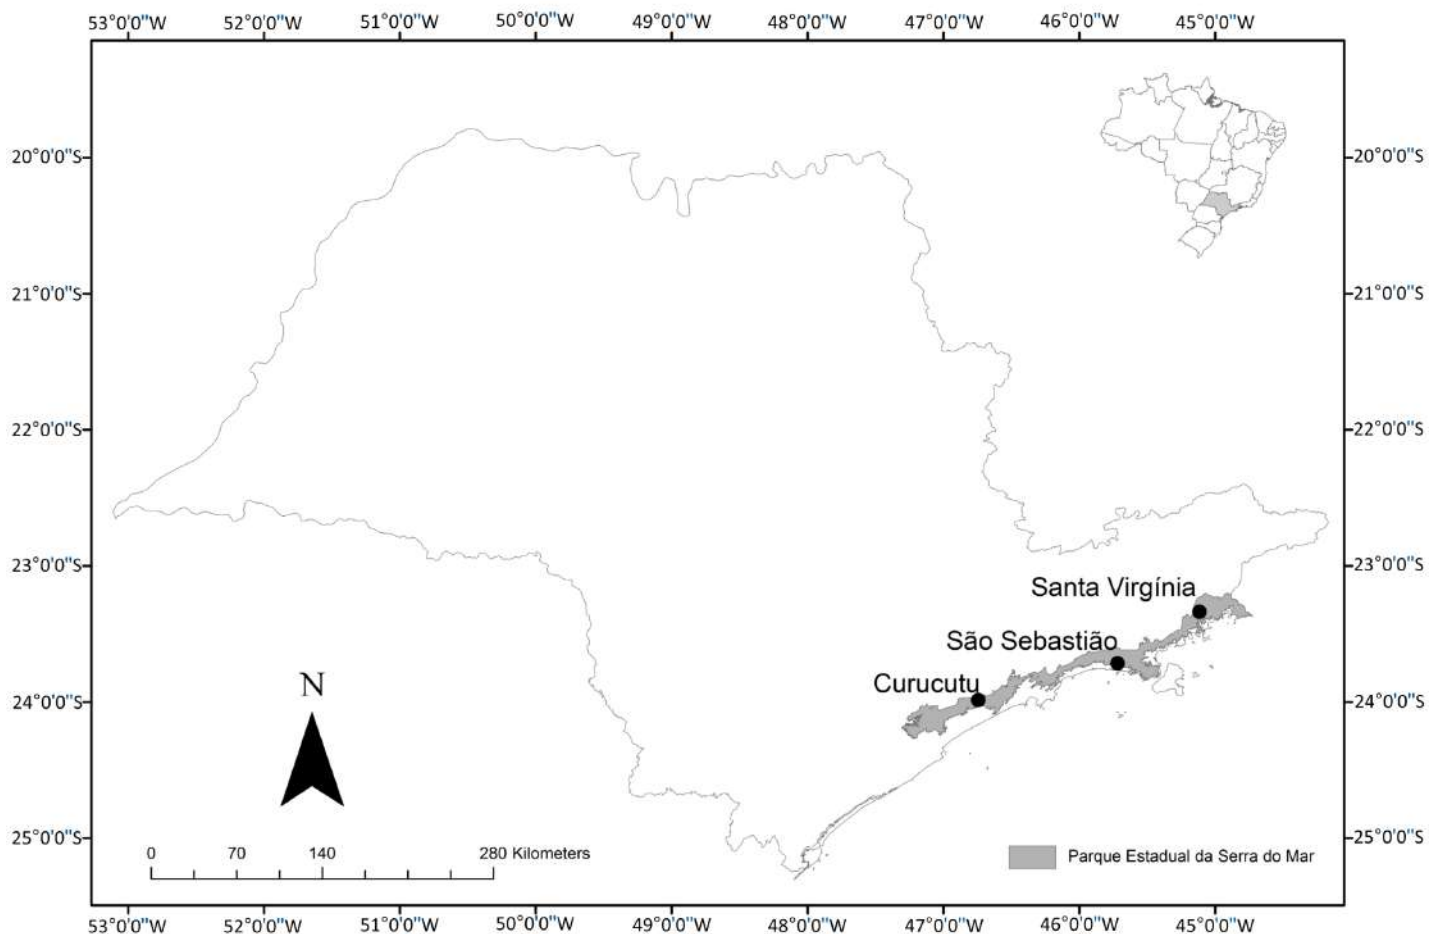 53°0'0"W 52°0'0"W 51°0'0"W 50°0'0"W 49°0'0"W 48°0'0"W 47°0'0"W 46°0'0"W 45°0'0"W
20°0'0"S 20°0'0"S
21°0'0"S 21°0'0"S
22°0'0"S 22°0'0"S
23°0'0"S 23°0'0"S
Santa Virgínia
São Sebastião
Curucutu
N
24°0'0"S 24°0'0"S
25°0'0"S 25°0'0"S
0 70 140 280 Kilometers
Parque Estadual da Serra do Mar
53°0'0"W 52°0'0"W 51°0'0"W 50°0'0"W 49°0'0"W 48°0'0"W 47°0'0"W 46°0'0"W 45°0'0"W